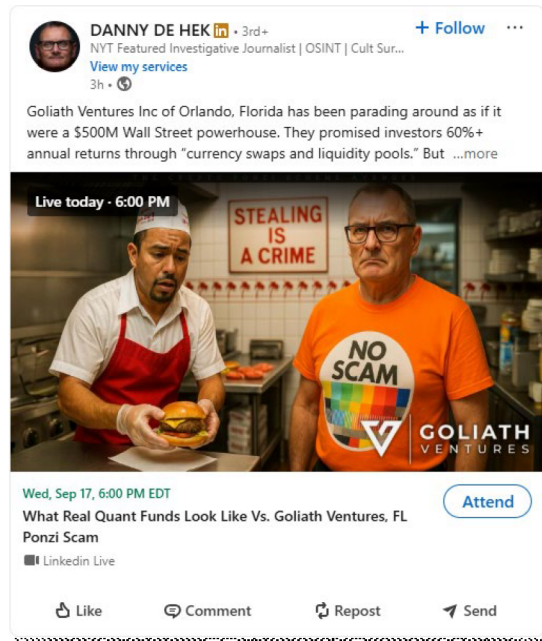 DANNY DE HEK in • 3rd+
+ Follow ...
NYT Featured Investigative Journalist | OSINT | Cult Sur...
View my services
3h •
Goliath Ventures Inc of Orlando, Florida has been parading around as if it
were a $500M Wall Street powerhouse. They promised investors 60%+
annual returns through “currency swaps and liquidity pools.” But ...more
Live today · 6:00 PM
STEALING
IS
A CRIME
NO
SCAM
GOLIATH
VENTURES
Wed, Sep 17, 6:00 PM EDT
What Real Quant Funds Look Like Vs. Goliath Ventures, FL
Ponzi Scam
Attend
Linkedin Live
Like
Comment
Repost
Send